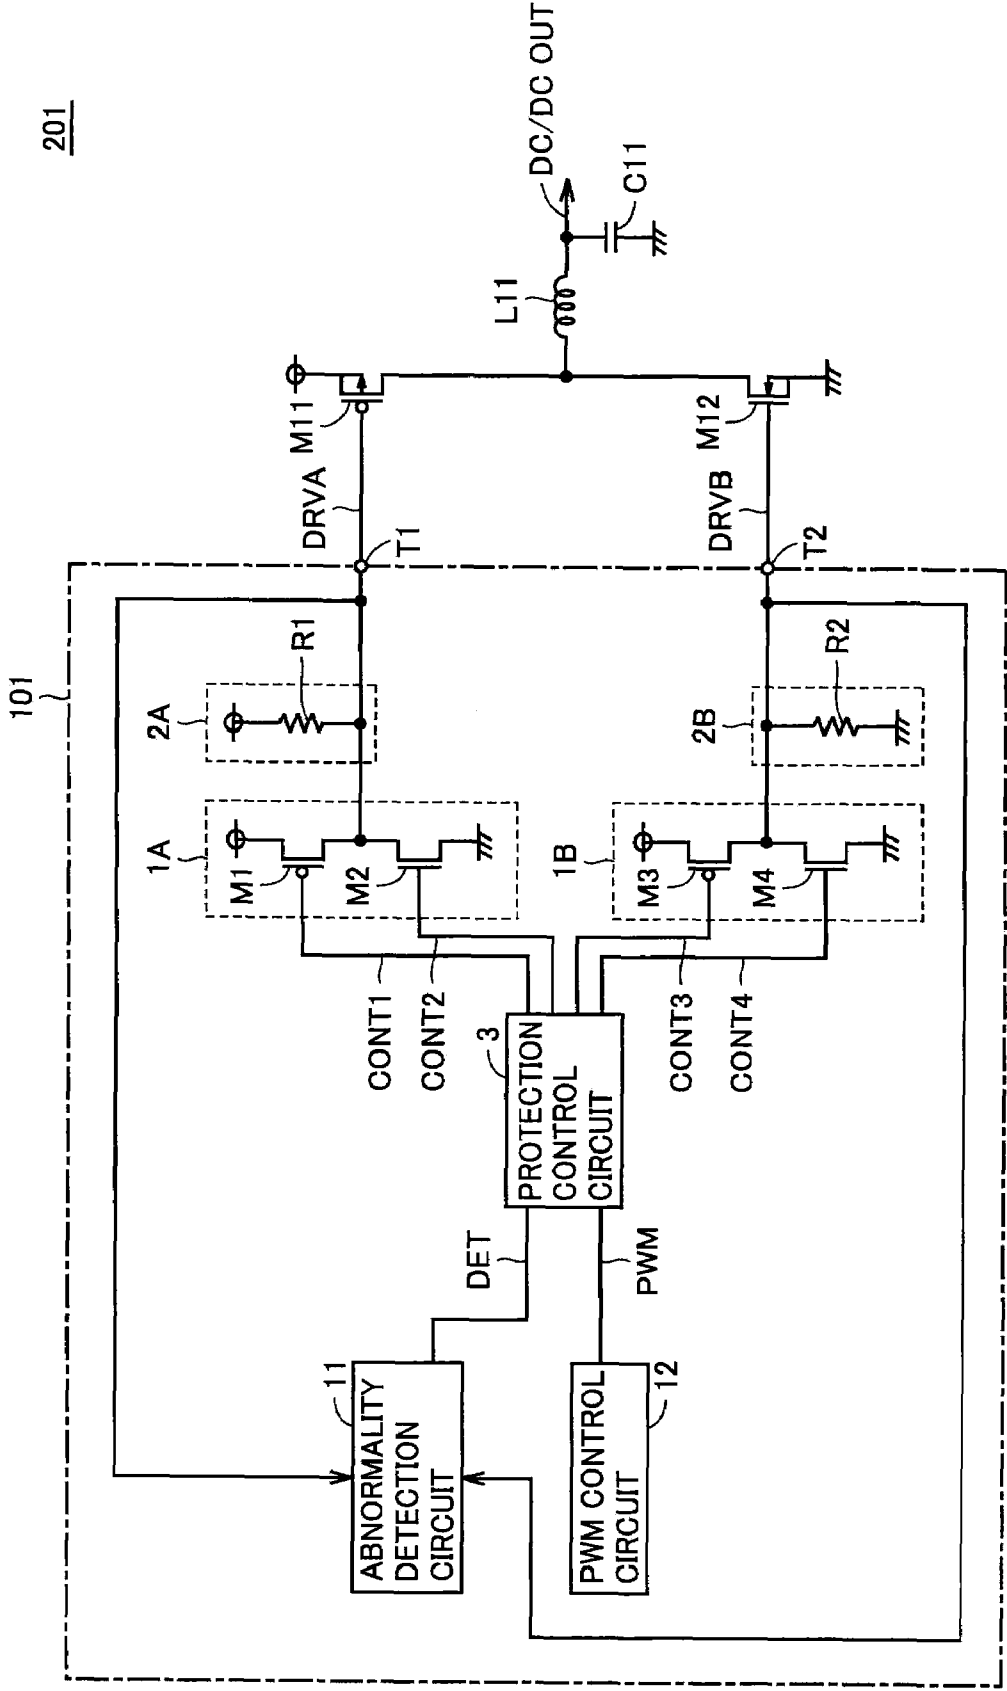 201
101
DC/DC OUT
C11
L11
M11
M12
DRVA
DRVB
T1
T2
R1
2A
R2
2B
1A
M1
M2
1B
M3
M4
CONT1
CONT2
CONT3
CONT4
3
PROTECTION
CONTROL
CIRCUIT
DET
PWM
11
ABNORMALITY
DETECTION
CIRCUIT
12
PWM CONTROL
CIRCUIT